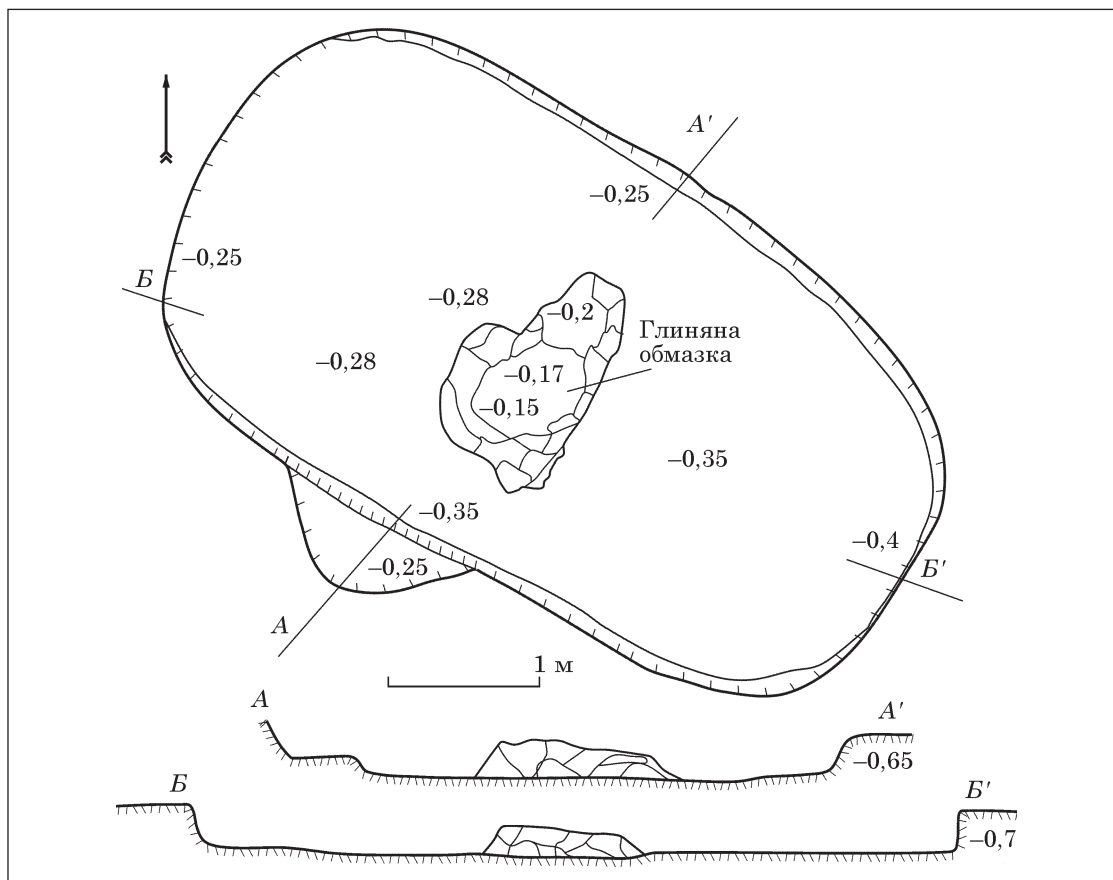 А′
–0,25
–0,25
Б
–0,28
–0,2
Глиняна
обмазка
–0,28
–0,17
–0,15
–0,35
–0,35
–0,4
–0,25
Б′
А
1 м
А
А′
–0,65
Б
Б′
–0,7